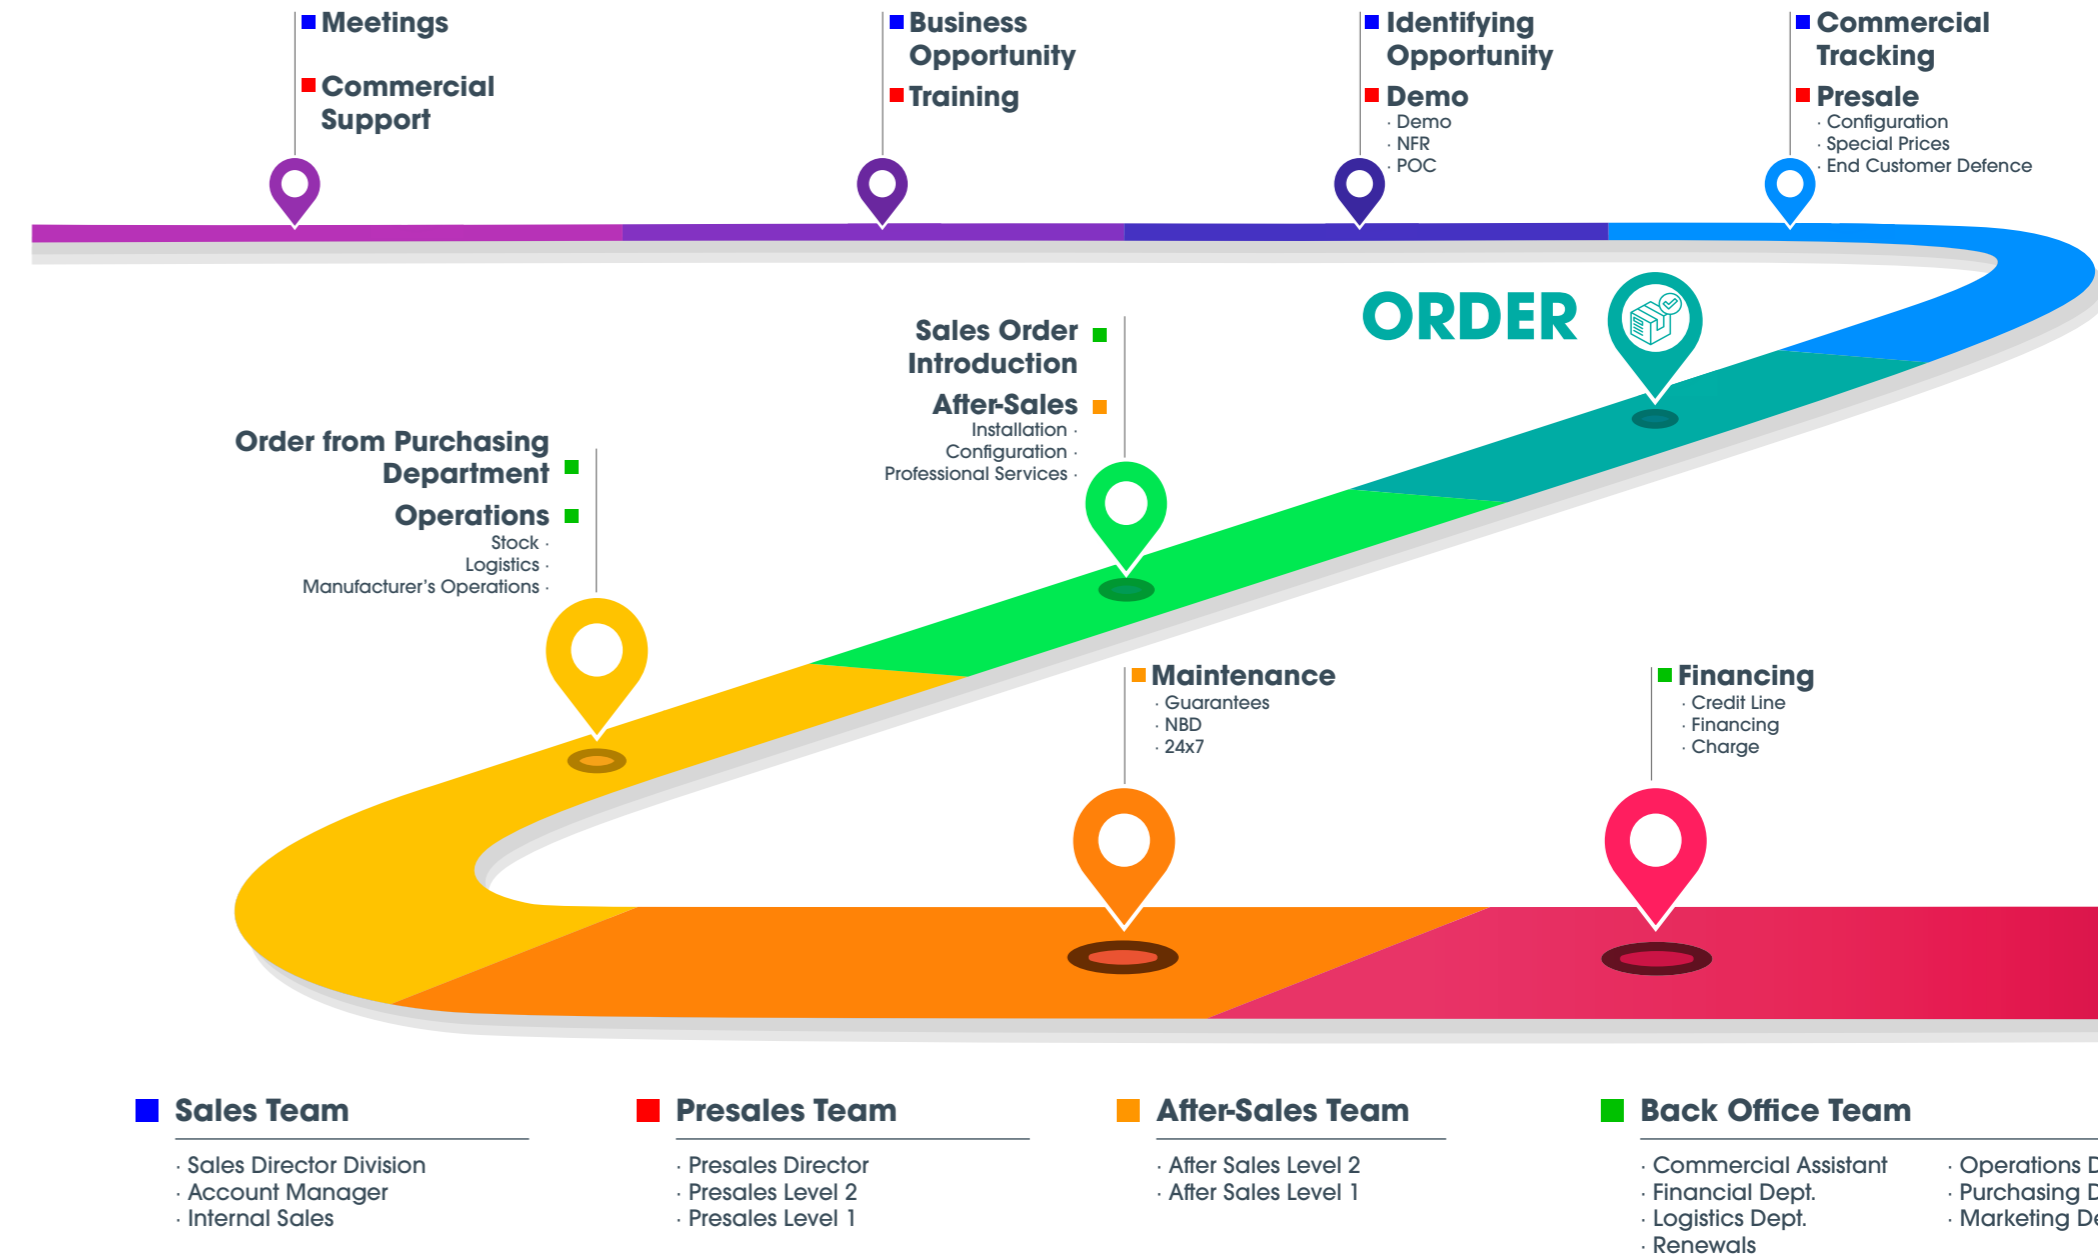 Meetings
Commercial
Support
Business
Opportunity
Training
Identifying
Opportunity
Demo
· Demo
· NFR
· POC
Commercial
Tracking
Presale
· Configuration
· Special Prices
· End Customer Defence
ORDER
Sales Order
Introduction
After-Sales
Installation ·
Configuration ·
Professional Services ·
Order from Purchasing
Department
Operations
Stock ·
Logistics ·
Manufacturer’s Operations ·
Maintenance
· Guarantees
· NBD
· 24x7
Financing
· Credit Line
· Financing
· Charge
Sales Team
· Sales Director Division
· Account Manager
· Internal Sales
Presales Team
· Presales Director
· Presales Level 2
· Presales Level 1
After-Sales Team
· After Sales Level 2
· After Sales Level 1
Back Office Team
· Commercial Assistant
· Financial Dept.
· Logistics Dept.
· Renewals
· Operations
· Purchasing
· Marketing